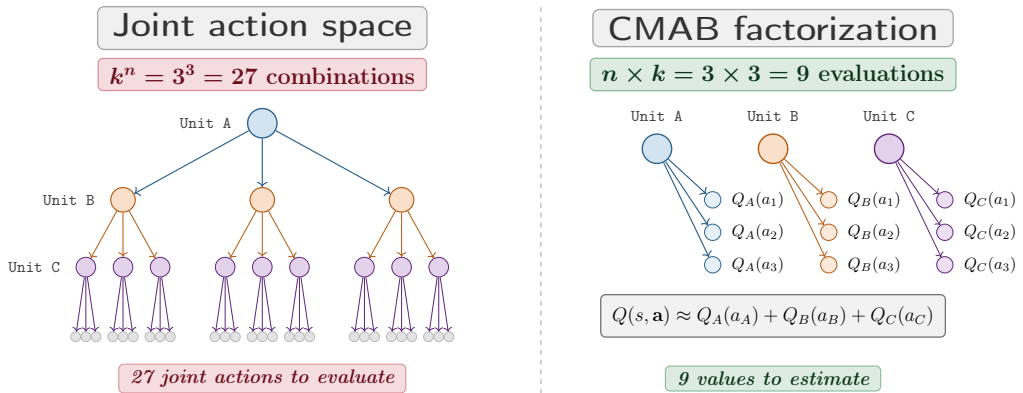 Joint action space
kⁿ = 3³ = 27 combinations
Unit A
Unit B
Unit C
27 joint actions to evaluate
CMAB factorization
n × k = 3 × 3 = 9 evaluations
Unit A Unit B Unit C
Q_A(a_1) Q_B(a_1) Q_C(a_1)
Q_A(a_2) Q_B(a_2) Q_C(a_2)
Q_A(a_3) Q_B(a_3) Q_C(a_3)
Q(s, a) ≈ Q_A(a_A) + Q_B(a_B) + Q_C(a_C)
9 values to estimate